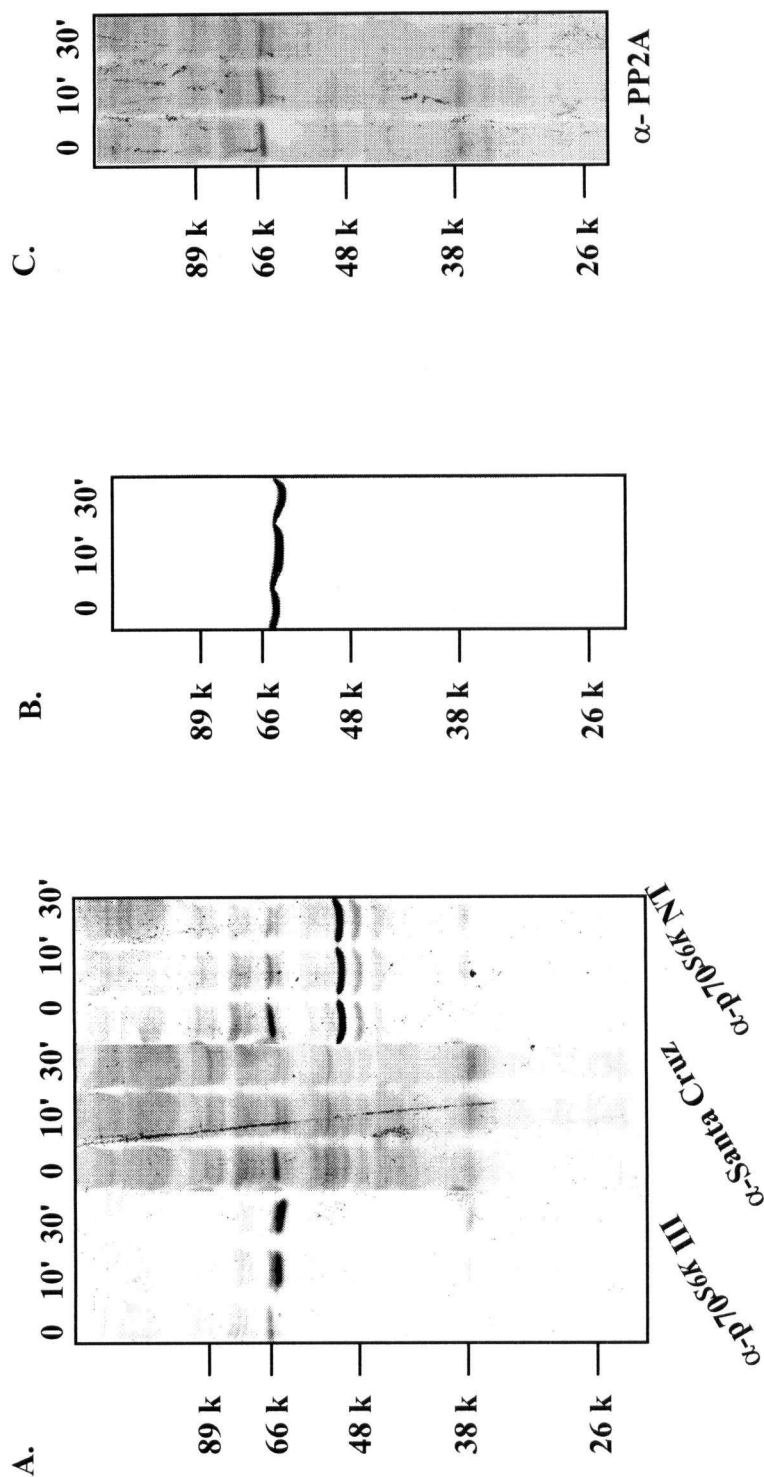 A.
0 10' 30' 0 10' 30' 0 10' 30'
89 k
66 k
48 k
38 k
26 k
α-p70S6K III
α-Santa Cruz
α-p70S6K NT
B.
0 10' 30'
89 k
66 k
48 k
38 k
26 k
C.
0 10' 30'
89 k
66 k
48 k
38 k
26 k
α- PP2A